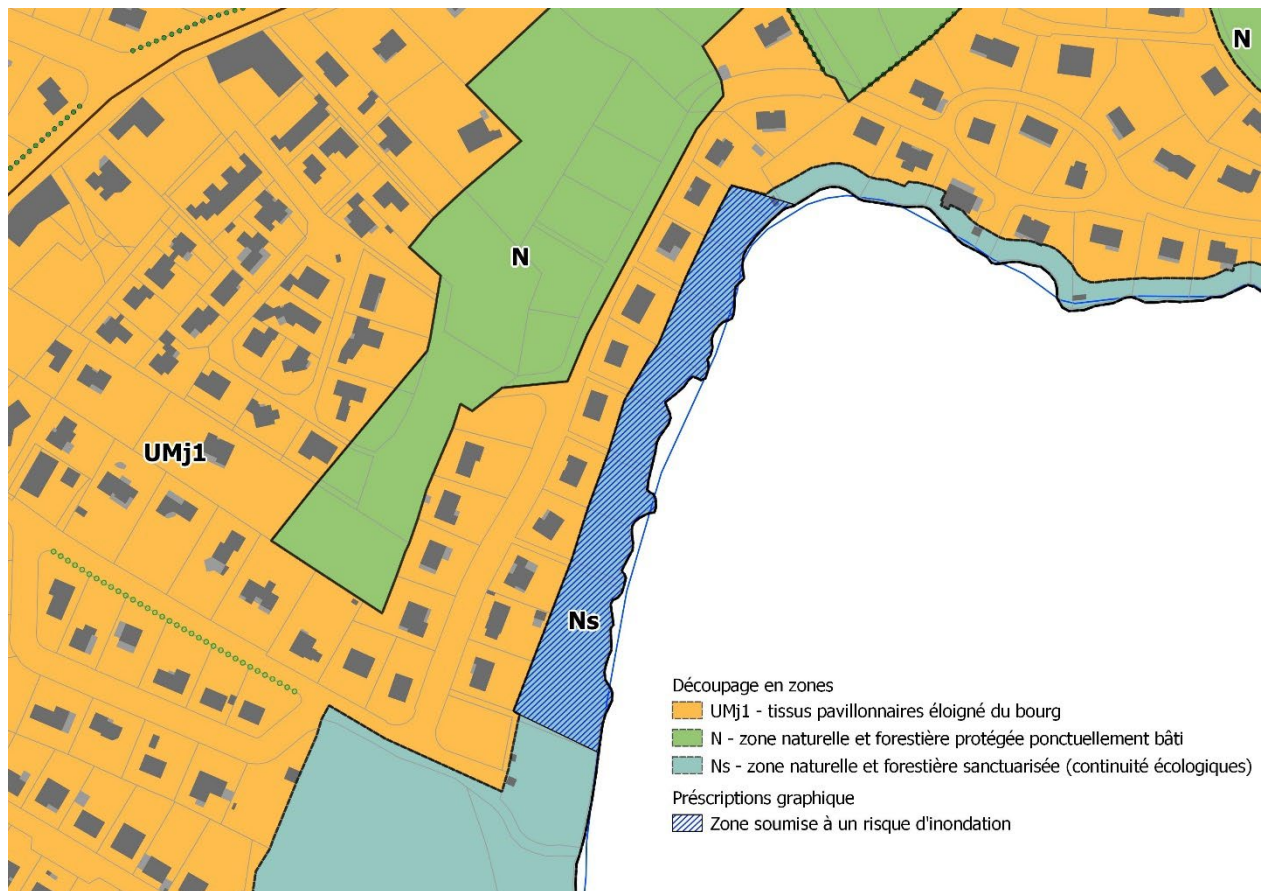 N
N
UMj1
Ns
Découpage en zones
UMj1 - tissus pavillonnaires éloigné du bourg
N - zone naturelle et forestière protégée ponctuellement bâti
Ns - zone naturelle et forestière sanctuarisée (continuité écologiques)
Préscriptions graphique
Zone soumise à un risque d'inondation